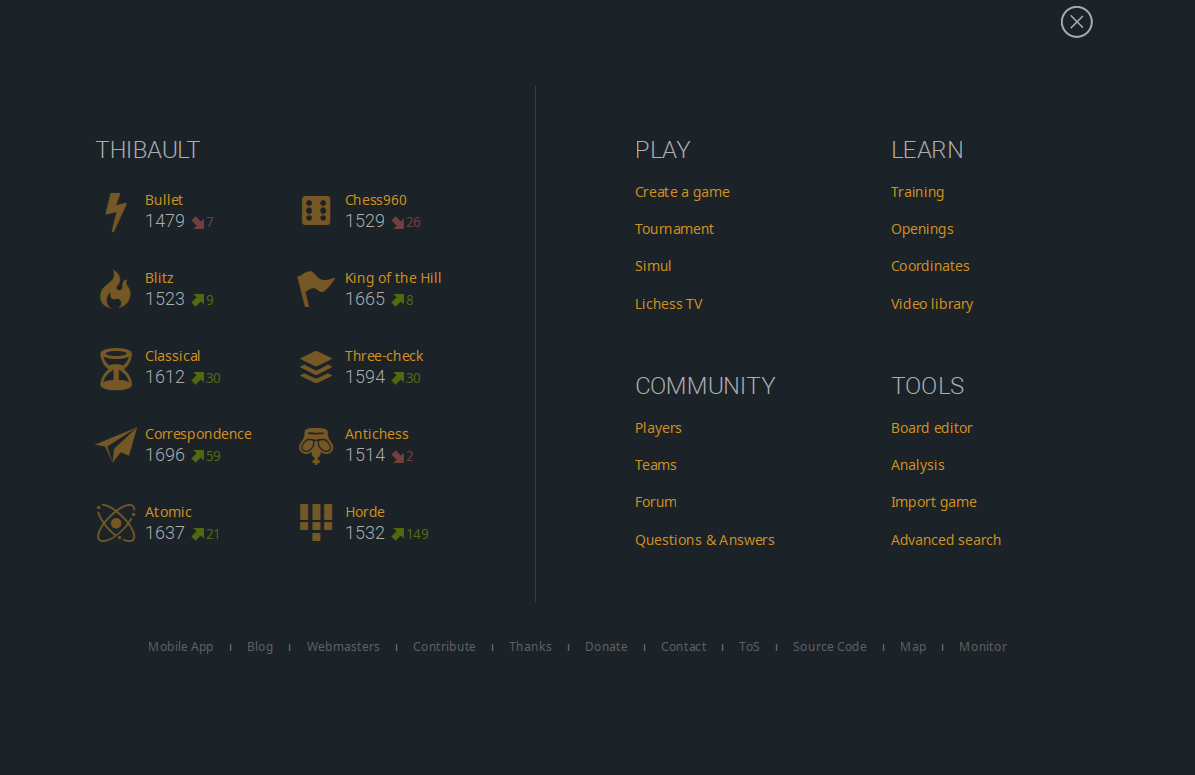 THIBAULT
Bullet
1479 7
Chess960
1529 26
Blitz
1523 9
King of the Hill
1665 8
Classical
1612 30
Three-check
1594 30
Correspondence
1696 59
Antichess
1514 2
Atomic
1637 21
Horde
1532 149
PLAY
Create a game
Tournament
Simul
Lichess TV
LEARN
Training
Openings
Coordinates
Video library
COMMUNITY
Players
Teams
Forum
Questions & Answers
TOOLS
Board editor
Analysis
Import game
Advanced search
Mobile App Blog Webmasters Contribute Thanks Donate Contact ToS Source Code Map Monitor